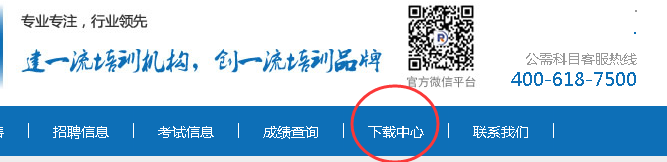 专业专注，行业领先
建一流培训机构，创一流培训品牌
官方微信平台
公需科目客服热线
400-618-7500
招聘信息 考试信息 成绩查询 下载中心 联系我们